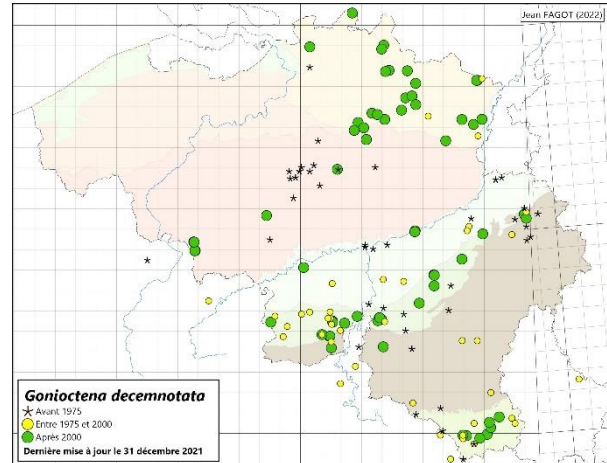 Jean FAGOT (2022)
Gonioctena decemnotata
Avant 1975
Entre 1975 et 2000
Après 2000
Dernière mise à jour le 31 décembre 2021